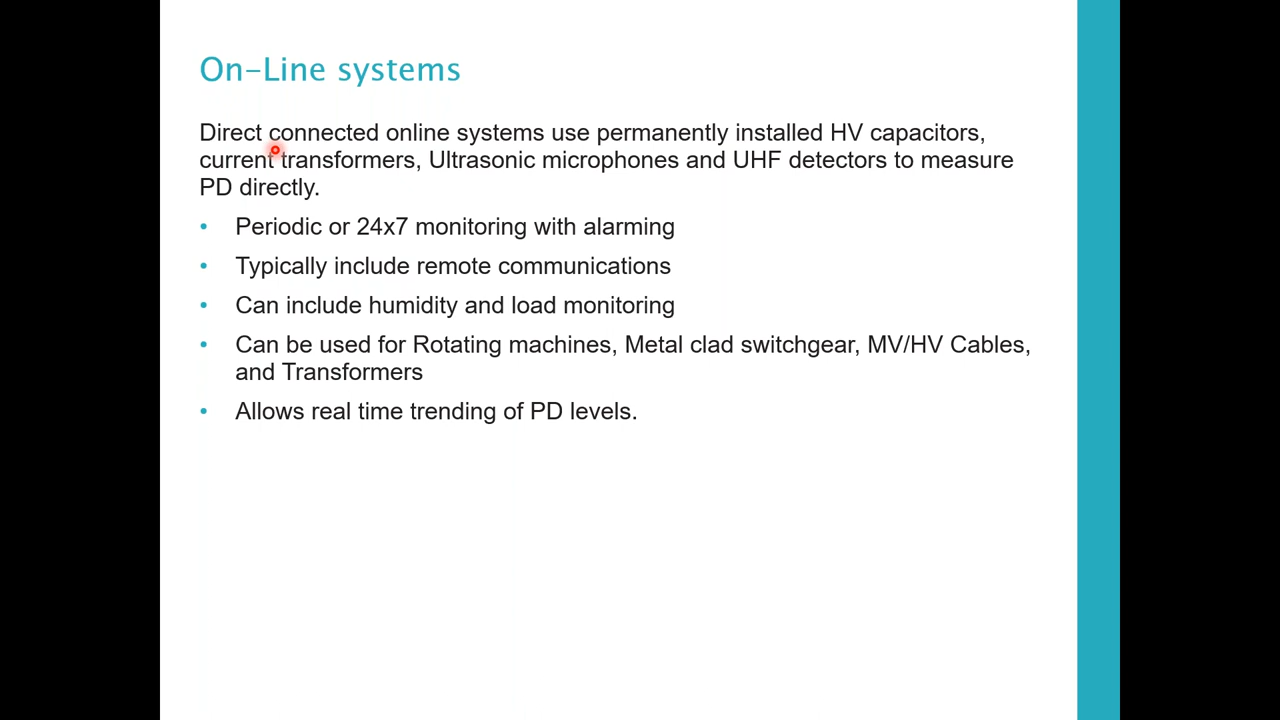 On-Line systems
Direct connected online systems use permanently installed HV capacitors,
current transformers, Ultrasonic microphones and UHF detectors to measure
PD directly.
• Periodic or 24x7 monitoring with alarming
• Typically include remote communications
• Can include humidity and load monitoring
• Can be used for Rotating machines, Metal clad switchgear, MV/HV Cables,
and Transformers
• Allows real time trending of PD levels.